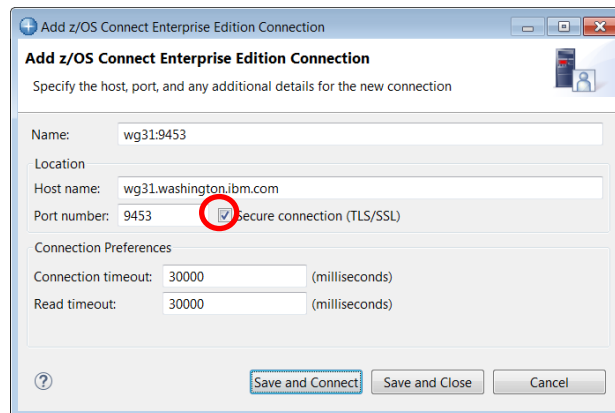 Add z/OS Connect Enterprise Edition Connection
Add z/OS Connect Enterprise Edition Connection
Specify the host, port, and any additional details for the new connection
Name: wg31:9453
Location
Host name: wg31.washington.ibm.com
Port number: 9453 Secure connection (TLS/SSL)
Connection Preferences
Connection timeout: 30000 (milliseconds)
Read timeout: 30000 (milliseconds)
? Save and Connect Save and Close Cancel